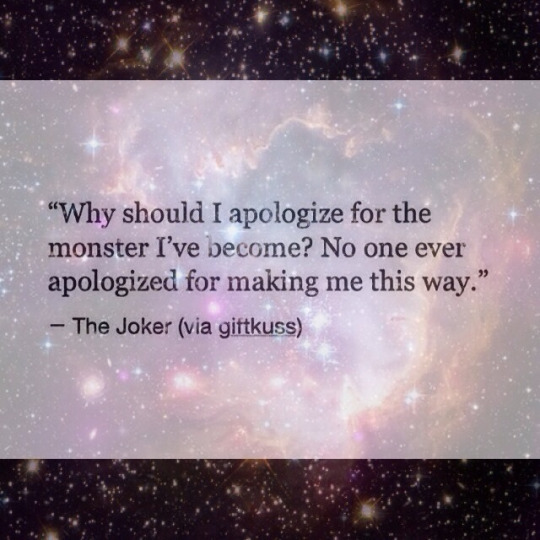 “Why should I apologize for the
monster I’ve become? No one ever
apologized for making me this way.”
— The Joker (via giftkuss)